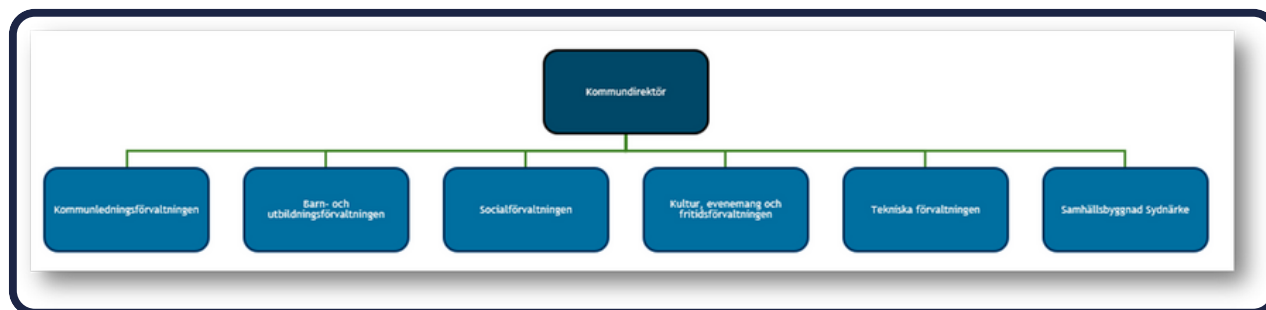 Kommundirektör
Kommunledningsförvaltningen
Barn- och
utbildningsförvaltningen
Socialförvaltningen
Kultur, evenemang och
fritidsförvaltningen
Tekniska förvaltningen
Samhällsbyggnad Sydnärke